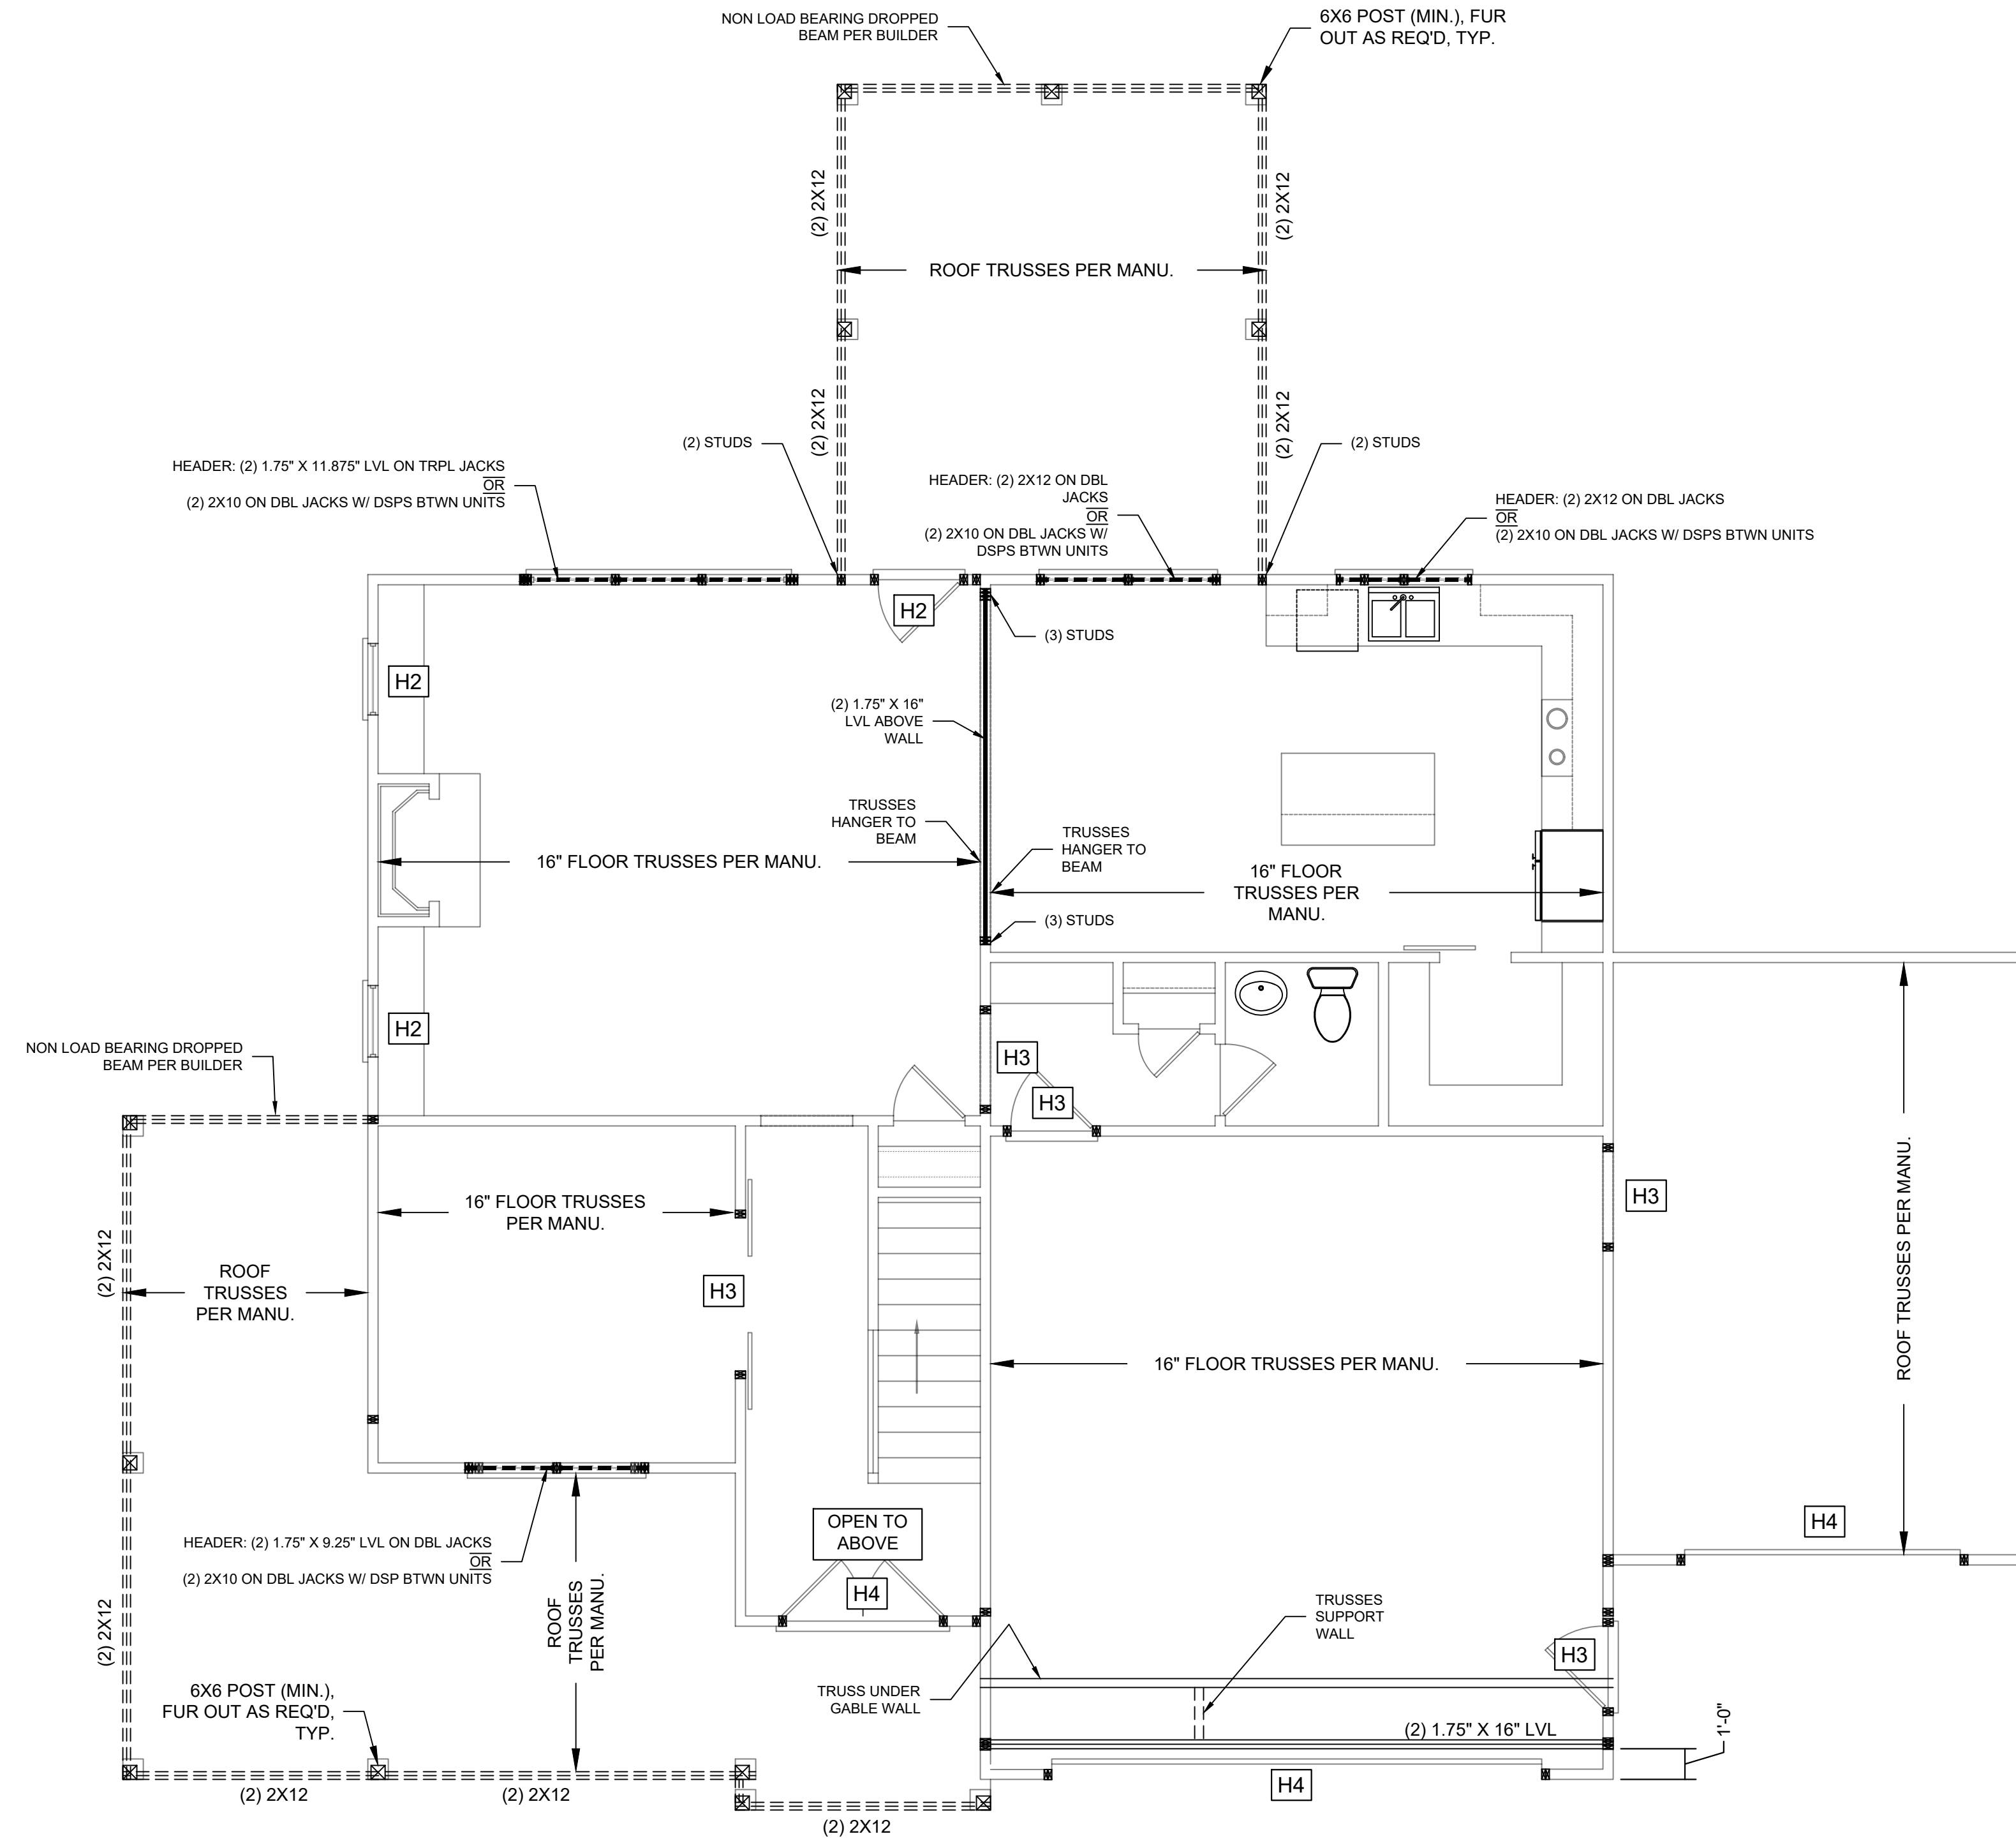 NON LOAD BEARING DROPPED
BEAM PER BUILDER
6X6 POST (MIN.), FUR
OUT AS REQ'D, TYP.
(2) 2X12
(2) 2X12
ROOF TRUSSES PER MANU.
(2) 2X12
(2) 2X12
(2) STUDS
(2) STUDS
HEADER: (2) 1.75" X 11.875" LVL ON TRPL JACKS
OR
(2) 2X10 ON DBL JACKS W/ DSPS BTWN UNITS
HEADER: (2) 2X12 ON DBL
JACKS
OR
(2) 2X10 ON DBL JACKS W/
DSPS BTWN UNITS
HEADER: (2) 2X12 ON DBL JACKS
OR
(2) 2X10 ON DBL JACKS W/ DSPS BTWN UNITS
H2
(3) STUDS
H2
(2) 1.75" X 16"
LVL ABOVE
WALL
TRUSSES
HANGER TO
BEAM
TRUSSES
HANGER TO
BEAM
16" FLOOR TRUSSES PER MANU.
16" FLOOR
TRUSSES PER
MANU.
(3) STUDS
H2
NON LOAD BEARING DROPPED
BEAM PER BUILDER
H3
H3
16" FLOOR TRUSSES
PER MANU.
H3
ROOF TRUSSES PER MANU.
(2) 2X12
ROOF
TRUSSES
PER MANU.
H3
16" FLOOR TRUSSES PER MANU.
OPEN TO
ABOVE
H4
HEADER: (2) 1.75" X 9.25" LVL ON DBL JACKS
OR
(2) 2X10 ON DBL JACKS W/ DSP BTWN UNITS
H4
(2) 2X12
ROOF
TRUSSES
PER MANU.
TRUSSES
SUPPORT
WALL
H3
6X6 POST (MIN.),
FUR OUT AS REQ'D,
TYP.
TRUSS UNDER
GABLE WALL
(2) 1.75" X 16" LVL
1'-0"
H4
(2) 2X12
(2) 2X12
(2) 2X12